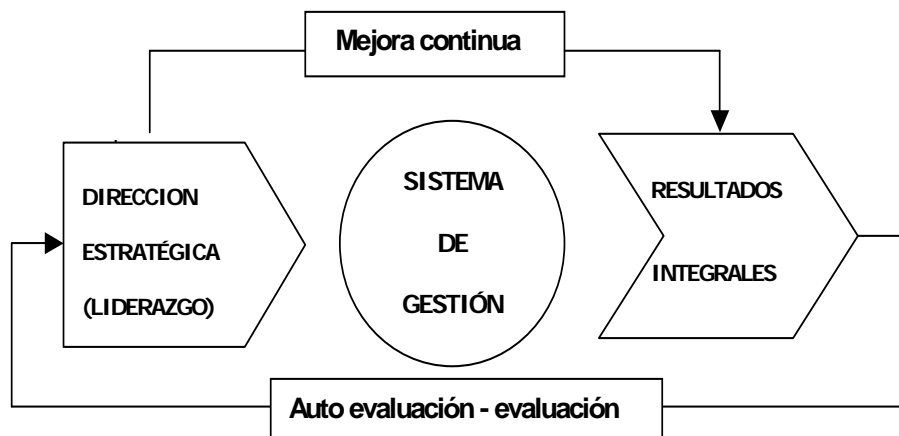 Mejora continua
DIRECCION
ESTRATÉGICA
(LIDERAZGO)
SISTEMA
DE
GESTIÓN
RESULTADOS
INTEGRALES
Auto evaluación - evaluación